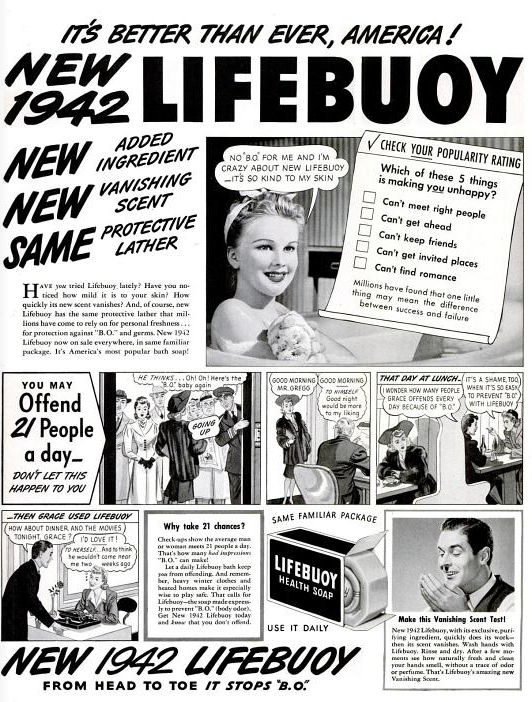 IT'S BETTER THAN EVER, AMERICA!
NEW
1942
LIFEBUOY
NEW ADDED
INGREDIENT
NEW VANISHING
SCENT
SAME PROTECTIVE
LATHER
HAVE you tried Lifebuoy lately? Have you no-
ticed how mild it is to your skin? How
quickly its new scent vanishes? And, of course, new
Lifebuoy has the same protective lather that mil-
lions have come to rely on for personal freshness...
for protection against "B.O." and germs. New 1942
Lifebuoy now on sale everywhere, in same familiar
package. It's America's most popular bath soap!
NO "B.O." FOR ME AND I'M
CRAZY ABOUT NEW LIFEBUOY
—IT'S SO KIND TO MY SKIN
✓ CHECK YOUR POPULARITY RATING
Which of these 5 things
is making you unhappy?
Can't meet right people
Can't get ahead
Can't keep friends
Can't get invited places
Can't find romance
Millions have found that one little
thing may mean the difference
between success and failure
YOU MAY
Offend
21 People
a day—
DON'T LET THIS
HAPPEN TO YOU
HE THINKS... Oh! Oh! Here's the
"B.O." baby again
GOING
UP
GOOD MORNING
MR. GREGG
GOOD MORNING
TO HIMSELF
Good night
would be more
to my liking
THAT DAY AT LUNCH—
I WONDER HOW MANY PEOPLE
GRACE OFFENDS EVERY
DAY BECAUSE OF "B.O."
IT'S A SHAME, TOO,
WHEN IT'S SO EASY
TO PREVENT "B.O."
WITH LIFEBUOY
...THEN GRACE USED LIFEBUOY
HOW ABOUT DINNER AND THE MOVIES
TONIGHT, GRACE?
I'D LOVE IT!
TO HERSELF... And to think
he wouldn't come near
me two weeks ago
Why take 21 chances?
Check-ups show the average man
or woman meets 21 people a day.
That's how many bad impressions
"B.O." can make!
Let a daily Lifebuoy bath keep
you from offending. And remem-
ber, heavy winter clothes and
heated homes make it especially
wise to play safe. That calls for
Lifebuoy—the soap made express-
ly to prevent "B.O." (body odor).
Get New 1942 Lifebuoy today
and know that you don't offend.
SAME FAMILIAR PACKAGE
LIFEBUOY
HEALTH SOAP
USE IT DAILY
Make this Vanishing Scent Test!
New 1942 Lifebuoy, with its exclusive, puri-
fying ingredient, quickly does its work—
then its scent vanishes. Wash hands with
Lifebuoy. Rinse and dry. After a few mo-
ments see how naturally fresh and clean
your hands smell, without a trace of odor
or perfume. That's Lifebuoy's amazing new
Vanishing Scent.
NEW 1942 LIFEBUOY
FROM HEAD TO TOE IT STOPS "B.O."